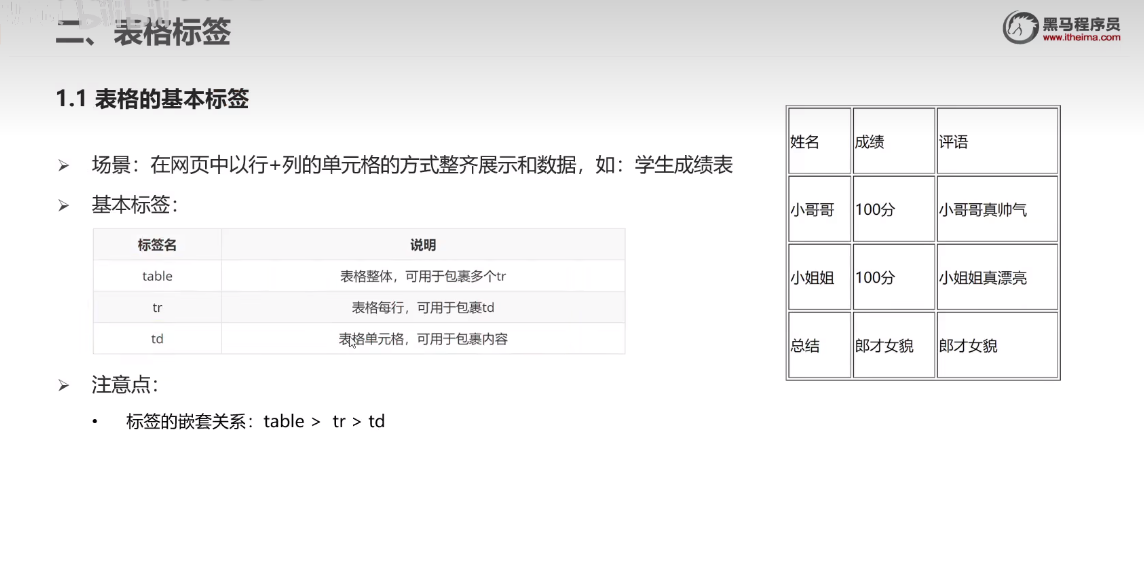 二、表格标签
黑马程序员
www.itheima.com
1.1 表格的基本标签
➢ 场景：在网页中以行+列的单元格的方式整齐展示和数据，如：学生成绩表
➢ 基本标签：
标签名 说明
table 表格整体，可用于包裹多个tr
tr 表格每行，可用于包裹td
td 表格单元格，可用于包裹内容
➢ 注意点：
• 标签的嵌套关系：table > tr > td
姓名 成绩 评语
小哥哥 100分 小哥哥真帅气
小姐姐 100分 小姐姐真漂亮
总结 郎才女貌 郎才女貌